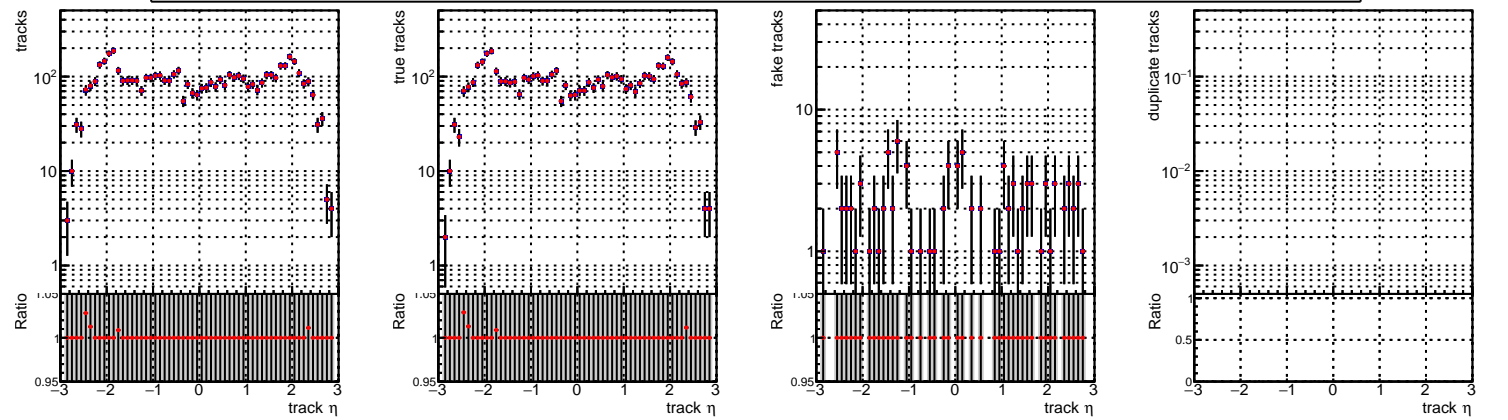 tracks
10²
10
1
Ratio
1.05
1
0.95
−3 −2 −1 0 1 2 3
track η
true tracks
10²
10
1
Ratio
1.05
1
0.95
−3 −2 −1 0 1 2 3
track η
fake tracks
10
1
Ratio
1.05
1
0.95
−3 −2 −1 0 1 2 3
track η
duplicate tracks
10⁻¹
10⁻²
10⁻³
Ratio
1
0.5
0
−3 −2 −1 0 1 2 3
track η